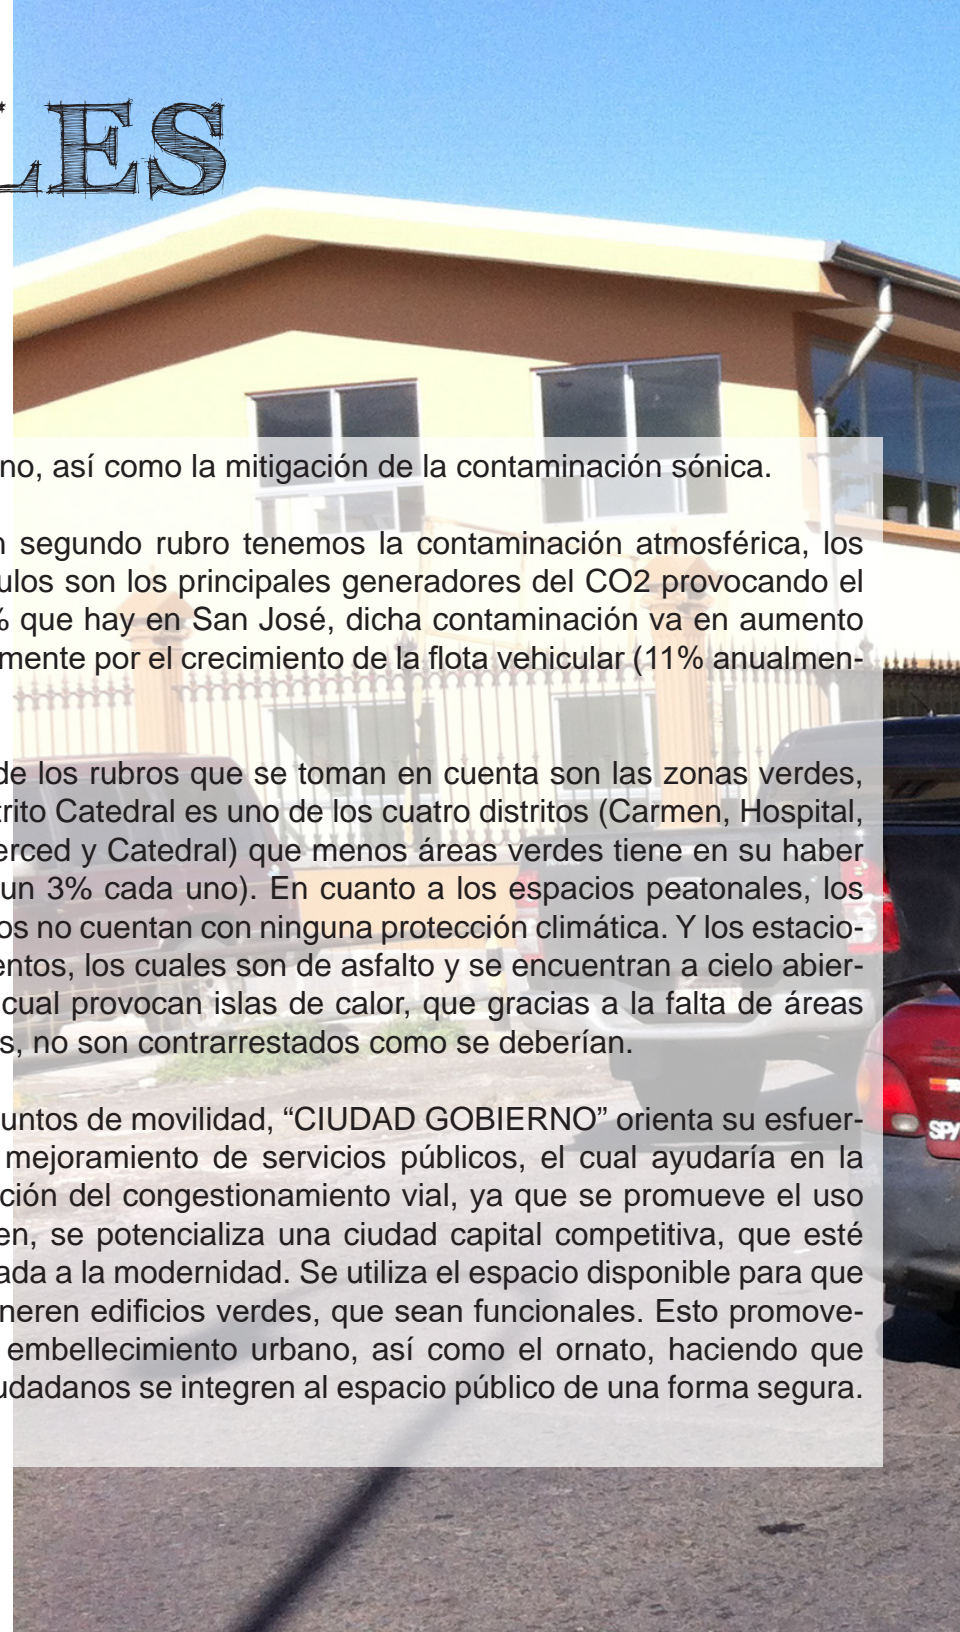 LES
no, así como la mitigación de la contaminación sónica.
segundo rubro tenemos la contaminación atmosférica, los
ulos son los principales generadores del CO2 provocando el
% que hay en San José, dicha contaminación va en aumento
mente por el crecimiento de la flota vehicular (11% anualmen-
de los rubros que se toman en cuenta son las zonas verdes,
trito Catedral es uno de los cuatro distritos (Carmen, Hospital,
erced y Catedral) que menos áreas verdes tiene en su haber
un 3% cada uno). En cuanto a los espacios peatonales, los
os no cuentan con ninguna protección climática. Y los estacio-
entos, los cuales son de asfalto y se encuentran a cielo abier-
cual provocan islas de calor, que gracias a la falta de áreas
s, no son contrarrestados como se deberían.
untos de movilidad, “CIUDAD GOBIERNO” orienta su esfuer-
mejoramiento de servicios públicos, el cual ayudaría en la
ción del congestionamiento vial, ya que se promueve el uso
en, se potencializa una ciudad capital competitiva, que esté
ada a la modernidad. Se utiliza el espacio disponible para que
neren edificios verdes, que sean funcionales. Esto promove-
embellecimiento urbano, así como el ornato, haciendo que
udadanos se integren al espacio público de una forma segura.